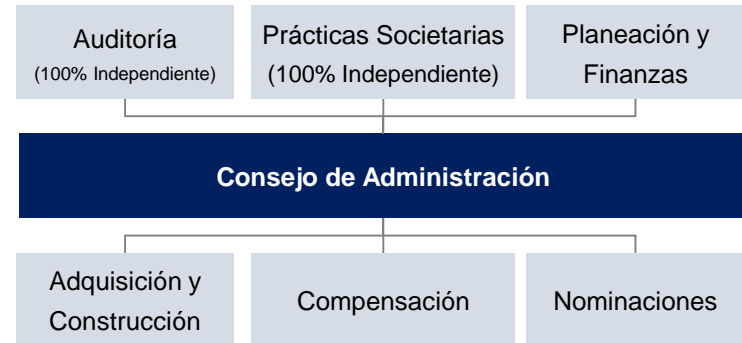 Auditoría
(100% Independiente)
Prácticas Societarias
(100% Independiente)
Planeación y
Finanzas
Consejo de Administración
Adquisición y
Construcción
Compensación
Nominaciones